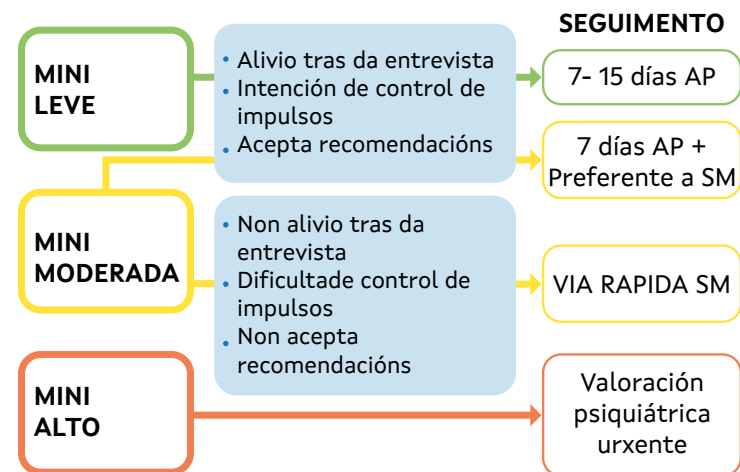 SEGUIMENTO
MINI
LEVE
• Alivio tras da entrevista
• Intención de control de
impulsos
• Acepta recomendacións
7- 15 días AP
7 días AP +
Preferente a SM
MINI
MODERADA
• Non alivio tras da
entrevista
• Dificultade control de
impulsos
• Non acepta
recomendacións
VIA RAPIDA SM
MINI
ALTO
Valoración
psiquiátrica
urxente